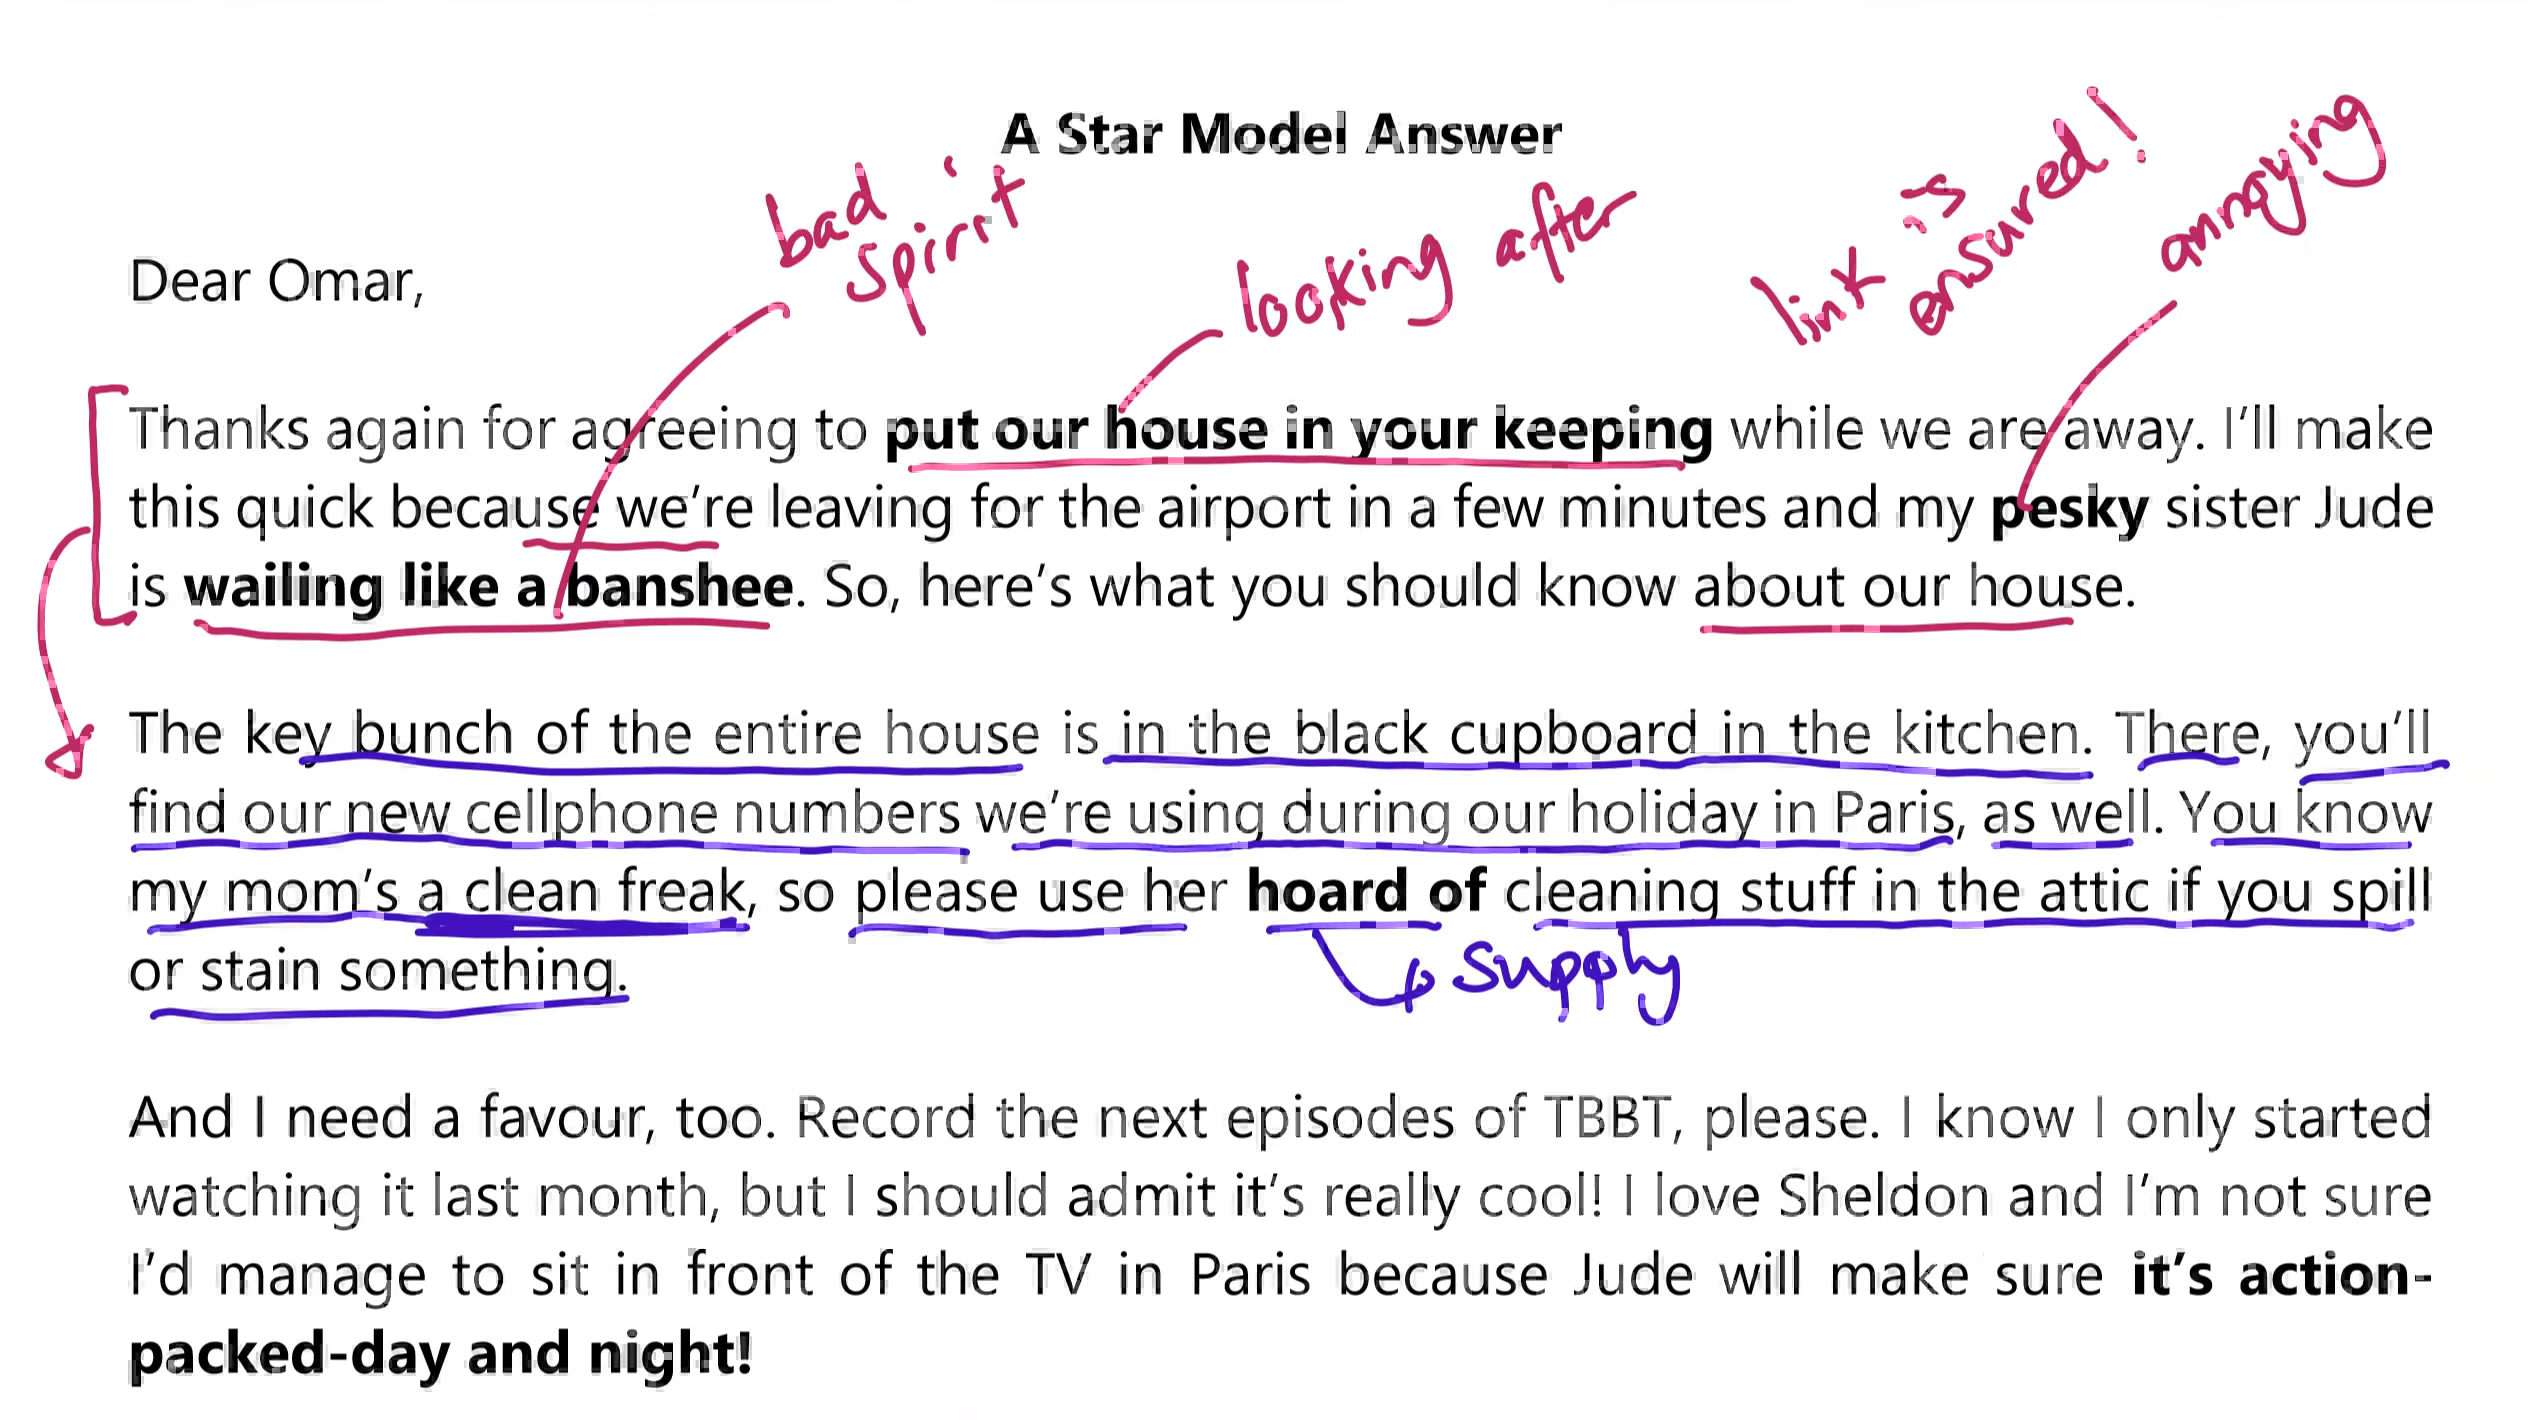 A Star Model Answer
bad
spirit
looking after
link is
ensured!
annoying
Dear Omar,
Thanks again for agreeing to put our house in your keeping while we are away. I'll make
this quick because we're leaving for the airport in a few minutes and my pesky sister Jude
is wailing like a banshee. So, here's what you should know about our house.
The key bunch of the entire house is in the black cupboard in the kitchen. There, you'll
find our new cellphone numbers we're using during our holiday in Paris, as well. You know
my mom's a clean freak, so please use her hoard of cleaning stuff in the attic if you spill
or stain something.
supply
And I need a favour, too. Record the next episodes of TBBT, please. I know I only started
watching it last month, but I should admit it's really cool! I love Sheldon and I'm not sure
I'd manage to sit in front of the TV in Paris because Jude will make sure it's action-
packed-day and night!